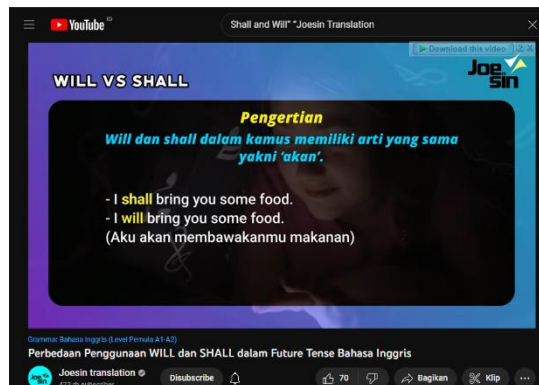 YouTube ID
Shall and Will" "Joesin Translation
Download this video
Joe
sin
WILL VS SHALL
Pengertian
Will dan shall dalam kamus memiliki arti yang sama
yakni ‘akan’.
- I shall bring you some food.
- I will bring you some food.
(Aku akan membawakanmu makanan)
Grammar Bahasa Inggris (Level Pemula A1-A2)
Perbedaan Penggunaan WILL dan SHALL dalam Future Tense Bahasa Inggris
Joesin translation
Disubscribe
70
Bagikan
Klip